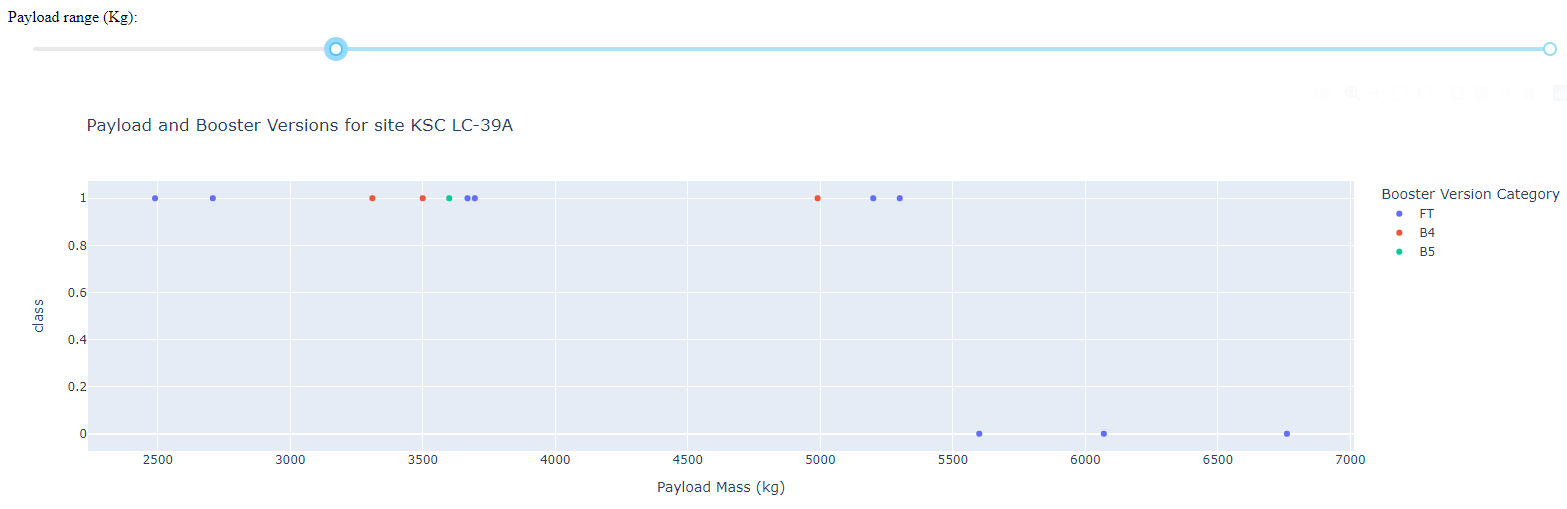 Payload range (Kg):
Payload and Booster Versions for site KSC LC-39A
1
0.8
0.6
0.4
0.2
0
class
2500 3000 3500 4000 4500 5000 5500 6000 6500 7000
Payload Mass (kg)
Booster Version Category
FT
B4
B5